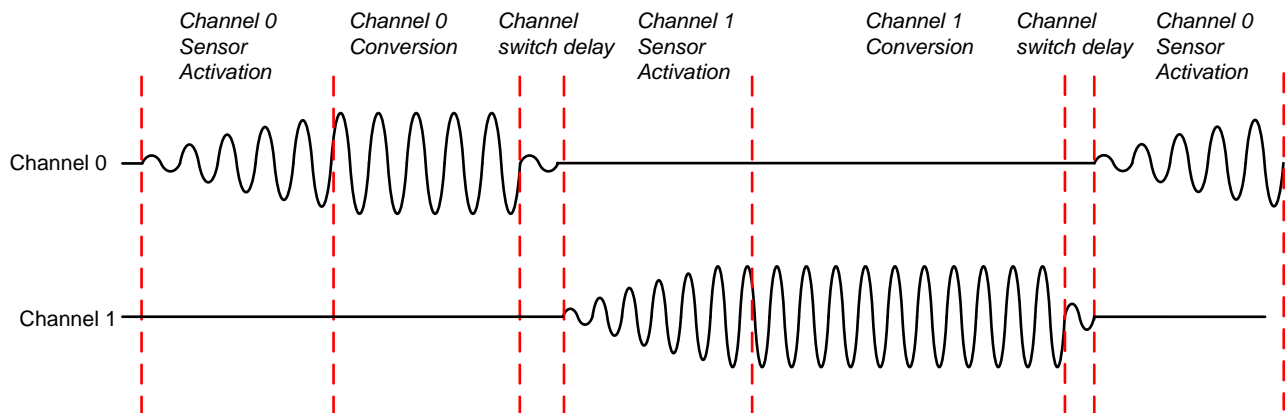 Channel 0
Sensor
Activation
Channel 0
Conversion
Channel
switch delay
Channel 1
Sensor
Activation
Channel 1
Conversion
Channel
switch delay
Channel 0
Sensor
Activation
Channel 0
Channel 1